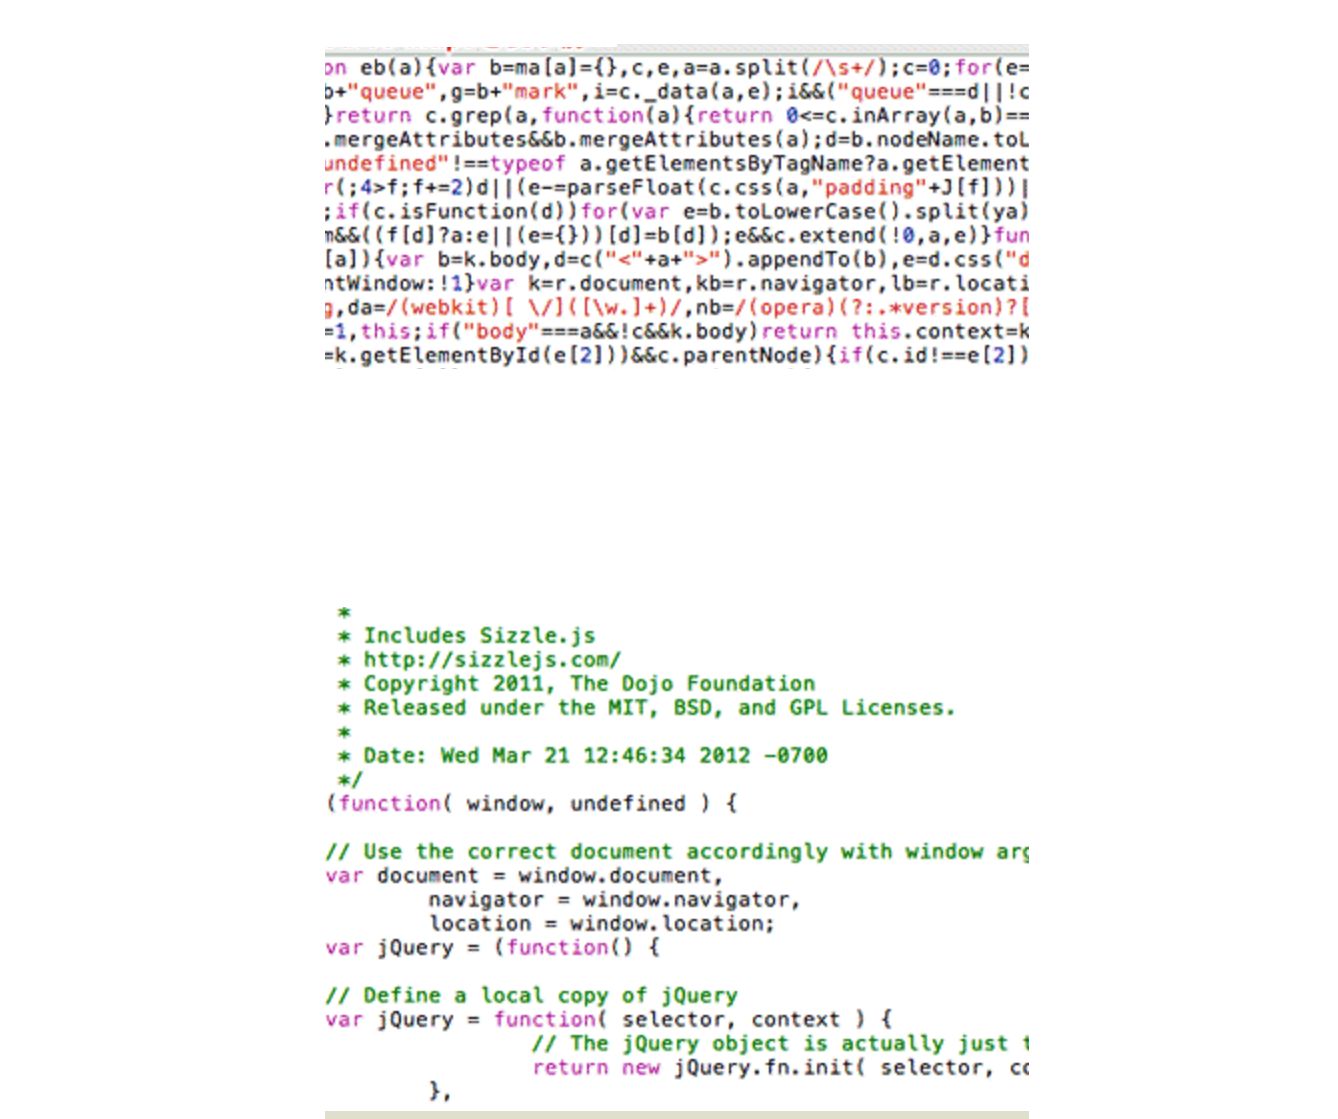 on eb(a){var b=ma[a]={},c,e,a=a.split(/\s+/);c=0;for(e=
b+"queue",g=b+"mark",i=c._data(a,e);i&&("queue"===d||!c
}return c.grep(a,function(a){return 0<=c.inArray(a,b)==
.mergeAttributes&&b.mergeAttributes(a);d=b.nodeName.toL
undefined"!==typeof a.getElementsByTagName?a.getElement
r(;4>f;f+=2)d||(e-=parseFloat(c.css(a,"padding"+J[f]))|
;if(c.isFunction(d))for(var e=b.toLowerCase().split(ya)
m&&((f[d]?a:e||(e={}))[d]=b[d]);e&&c.extend(!0,a,e)}fun
[a]){var b=k.body,d=c("<"+a+">").appendTo(b),e=d.css("d
ntWindow:!1}var k=r.document,kb=r.navigator,lb=r.locati
g,da=/(webkit)[ \/]([\w.]+)/,nb=/(opera)(?:.*version)?[
=1,this;if("body"===a&&!c&&k.body)return this.context=k
=k.getElementById(e[2]))&&c.parentNode){if(c.id!==e[2])
*
* Includes Sizzle.js
* http://sizzlejs.com/
* Copyright 2011, The Dojo Foundation
* Released under the MIT, BSD, and GPL Licenses.
*
* Date: Wed Mar 21 12:46:34 2012 -0700
*/
(function( window, undefined ) {
// Use the correct document accordingly with window arg
var document = window.document,
navigator = window.navigator,
location = window.location;
var jQuery = (function() {
// Define a local copy of jQuery
var jQuery = function( selector, context ) {
// The jQuery object is actually just t
return new jQuery.fn.init( selector, co
},